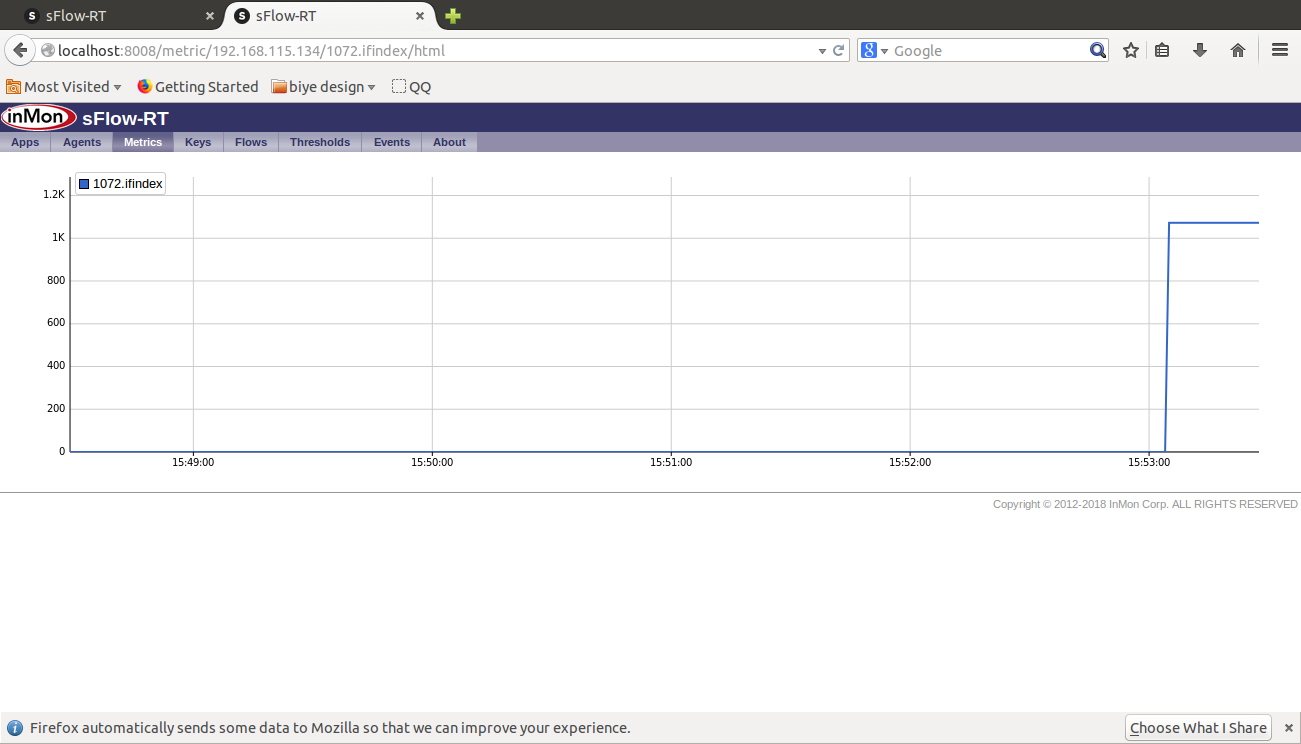 sFlow-RT
sFlow-RT
localhost:8008/metric/192.168.115.134/1072.ifindex/html
Google
Most Visited
Getting Started
biye design
QQ
inMon sFlow-RT
Apps Agents Metrics Keys Flows Thresholds Events About
1072.ifindex
1.2K
1K
800
600
400
200
0
15:49:00 15:50:00 15:51:00 15:52:00 15:53:00
Copyright © 2012-2018 InMon Corp. ALL RIGHTS RESERVED
Firefox automatically sends some data to Mozilla so that we can improve your experience.
Choose What I Share